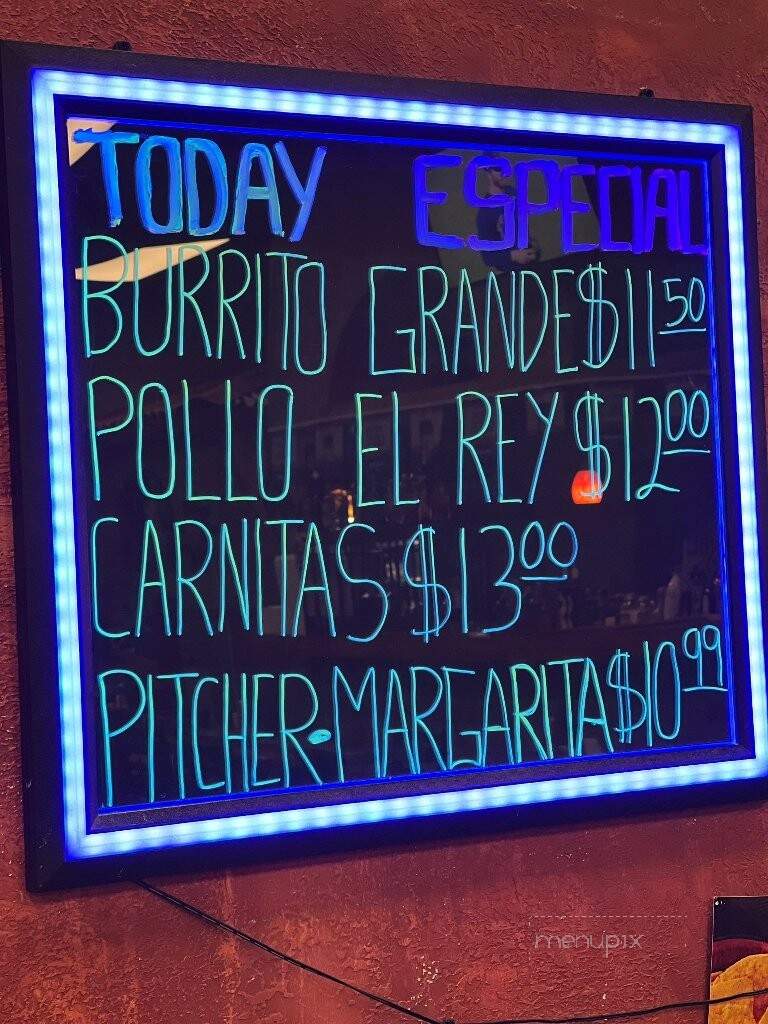 TODAY ESPECIAL
BURRITO GRANDE $11 50
POLLO EL REY $12 00
CARNITAS $13 00
PITCHER-MARGARITA $10 99
menupix